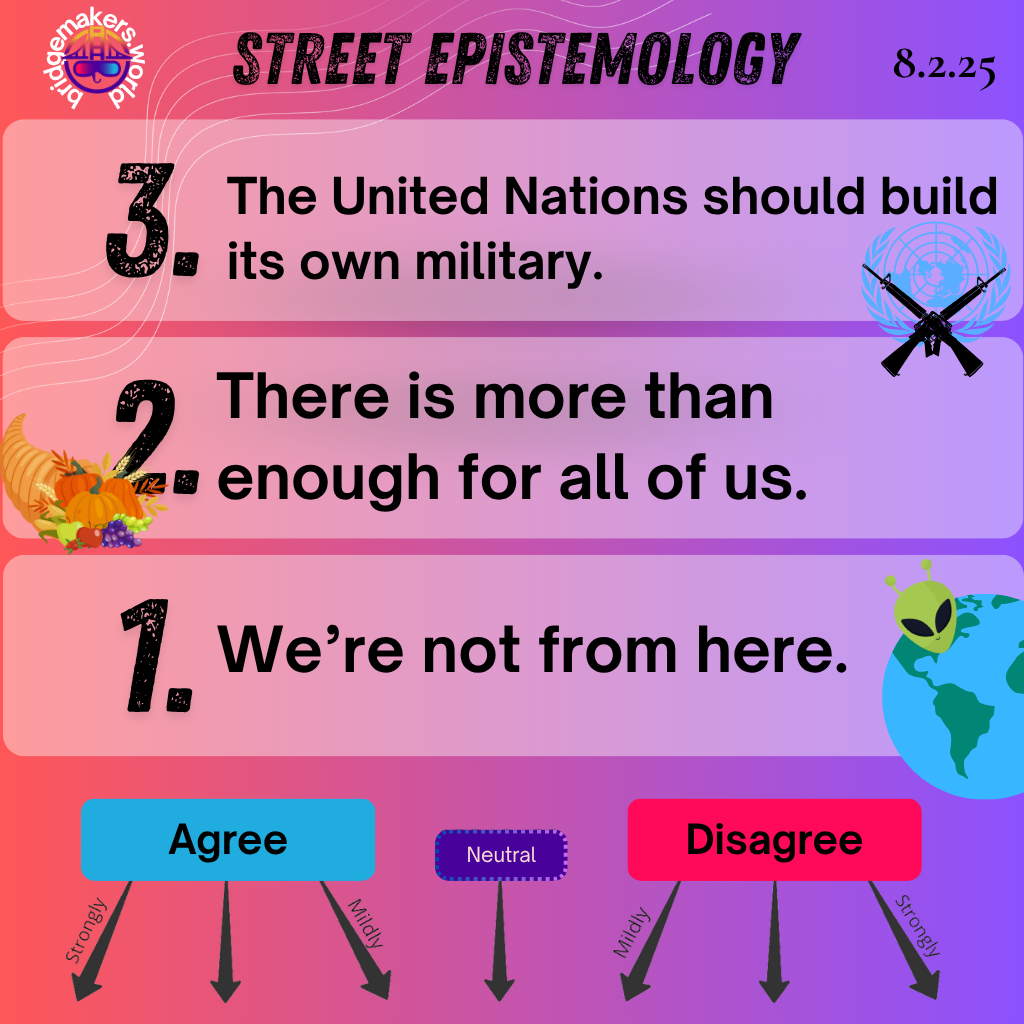 bridgemakers.world
STREET EPISTEMOLOGY
8.2.25
3.
The United Nations should build
its own military.
2.
There is more than
enough for all of us.
1.
We’re not from here.
Agree
Neutral
Disagree
Strongly
Mildly
Mildly
Strongly